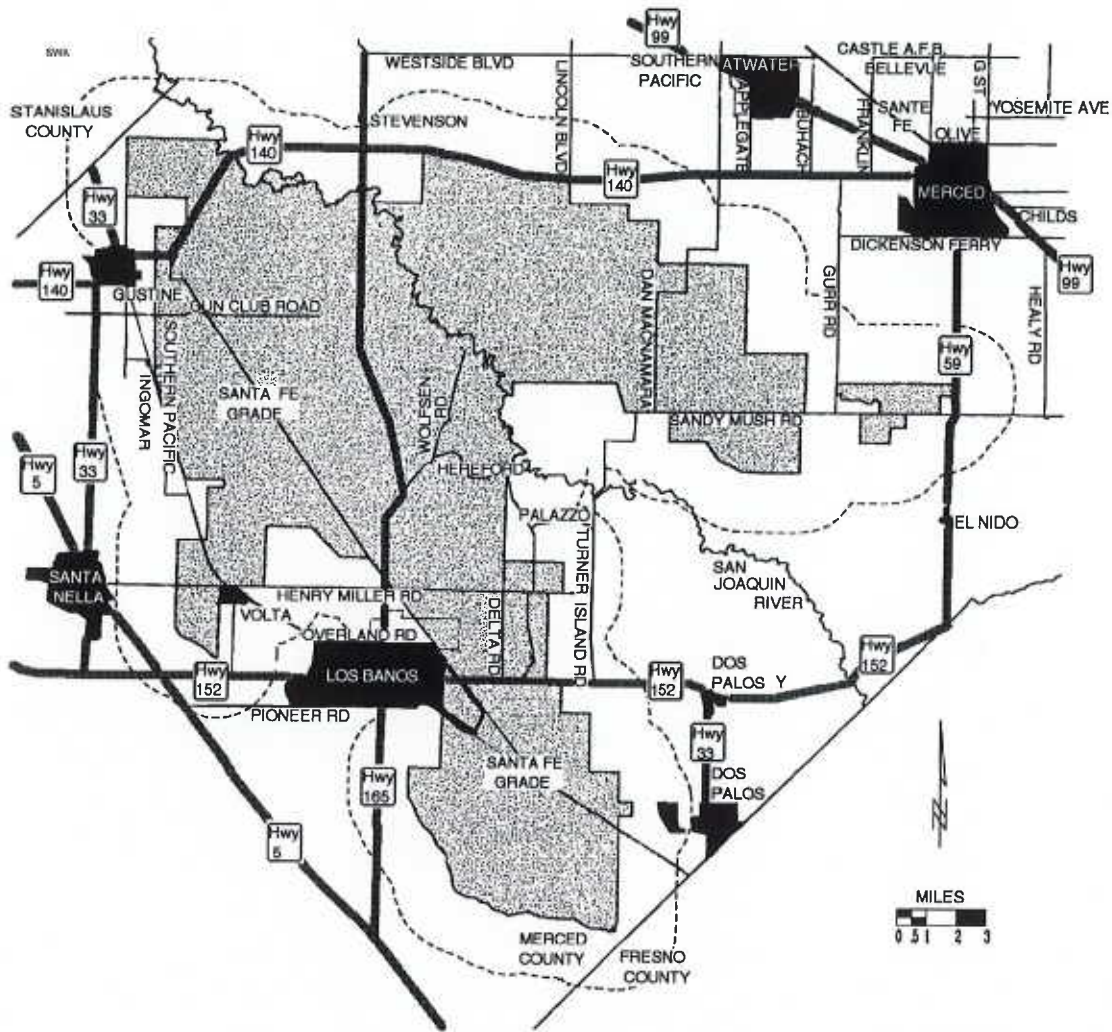 SWA
Hwy
99
SOUTHERN
PACIFIC
WESTSIDE BLVD
ATWATER
CASTLE A.F.B.
BELLEVUE
G ST
STANISLAUS
COUNTY
STEVENSON
LINCOLN BLVD
APPLEGATE
BUHACH
FRANKLIN
SANTE
FE
YOSEMITE AVE
OLIVE
Hwy
140
Hwy
140
MERCED
Hwy
33
CHILDS
DICKENSON FERRY
Hwy
140
GUSTINE
GUN CLUB ROAD
Hwy
99
DAN MACNAMARA
GURR RD
HEALY RD
Hwy
59
INGOMAR
SOUTHERN PACIFIC
SANTA FE
GRADE
WOLFSEN
RD
SANDY MUSH RD
Hwy
5
Hwy
33
HEREFORD
PALAZZO
TURNER ISLAND RD
EL NIDO
SANTA
NELLA
SAN
JOAQUIN
RIVER
HENRY MILLER RD
VOLTA
OVERLAND RD
DELTA RD
LOS BANOS
Hwy
152
Hwy
152
DOS
PALOS Y
Hwy
152
PIONEER RD
Hwy
33
SANTA FE
GRADE
Hwy
165
DOS
PALOS
Hwy
5
MERCED
COUNTY
FRESNO
COUNTY
N
MILES
0 .5 1 2 3